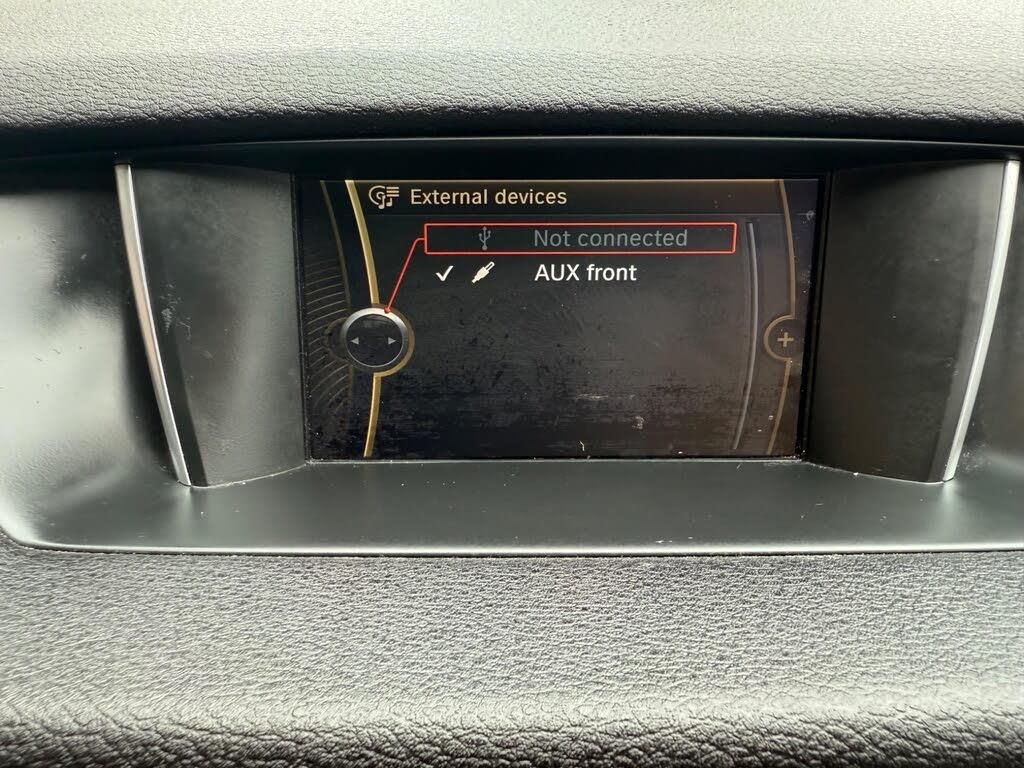 External devices
Not connected
AUX front